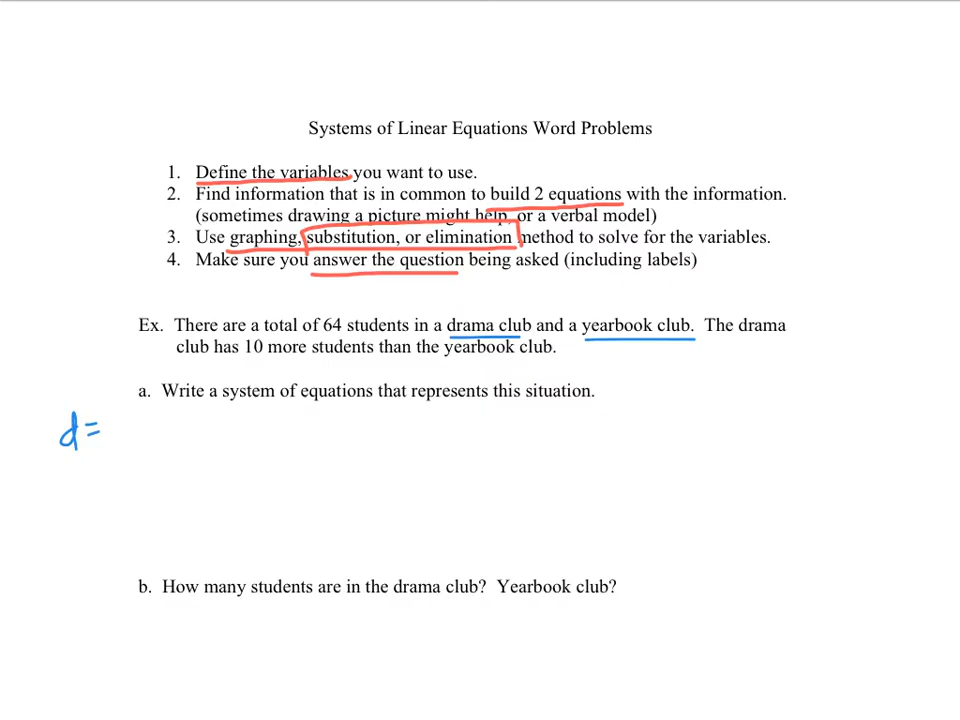 Systems of Linear Equations Word Problems
1. Define the variables you want to use.
2. Find information that is in common to build 2 equations with the information.
(sometimes drawing a picture might help, or a verbal model)
3. Use graphing, substitution, or elimination method to solve for the variables.
4. Make sure you answer the question being asked (including labels)
Ex. There are a total of 64 students in a drama club and a yearbook club. The drama
club has 10 more students than the yearbook club.
a. Write a system of equations that represents this situation.
d=
b. How many students are in the drama club? Yearbook club?